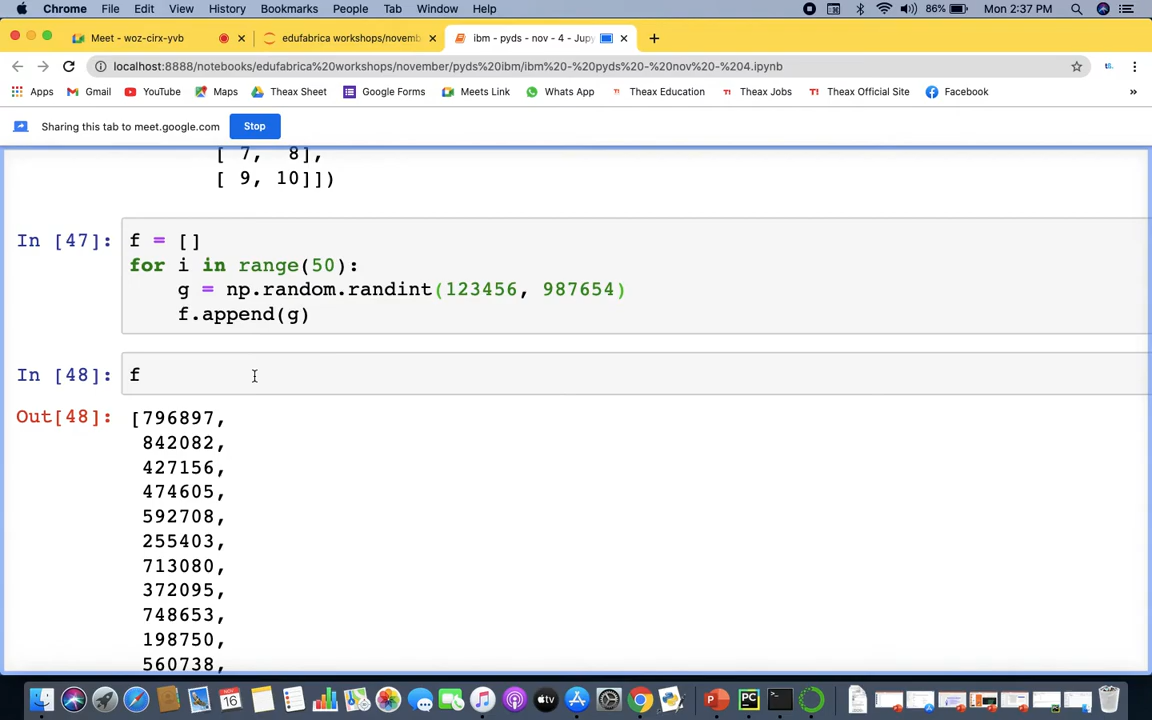 Chrome File Edit View History Bookmarks People Tab Window Help 86% Mon 2:37 PM
Meet - woz-cirx-yvb edufabrica workshops/novemb ibm - pyds - nov - 4 - Jupy
localhost:8888/notebooks/edufabrica%20workshops/november/pyds%20ibm/ibm%20-%20pyds%20-%20nov%20-%204.ipynb
Apps Gmail YouTube Maps Theax Sheet Google Forms Meets Link Whats App Theax Education Theax Jobs Theax Official Site Facebook »
Sharing this tab to meet.google.com Stop
[ 7, 8],
[ 9, 10]])
In [47]: f = []
for i in range(50):
g = np.random.randint(123456, 987654)
f.append(g)
In [48]: f
Out[48]: [796897,
842082,
427156,
474605,
592708,
255403,
713080,
372095,
748653,
198750,
560738,
NOV
16
tv
PC